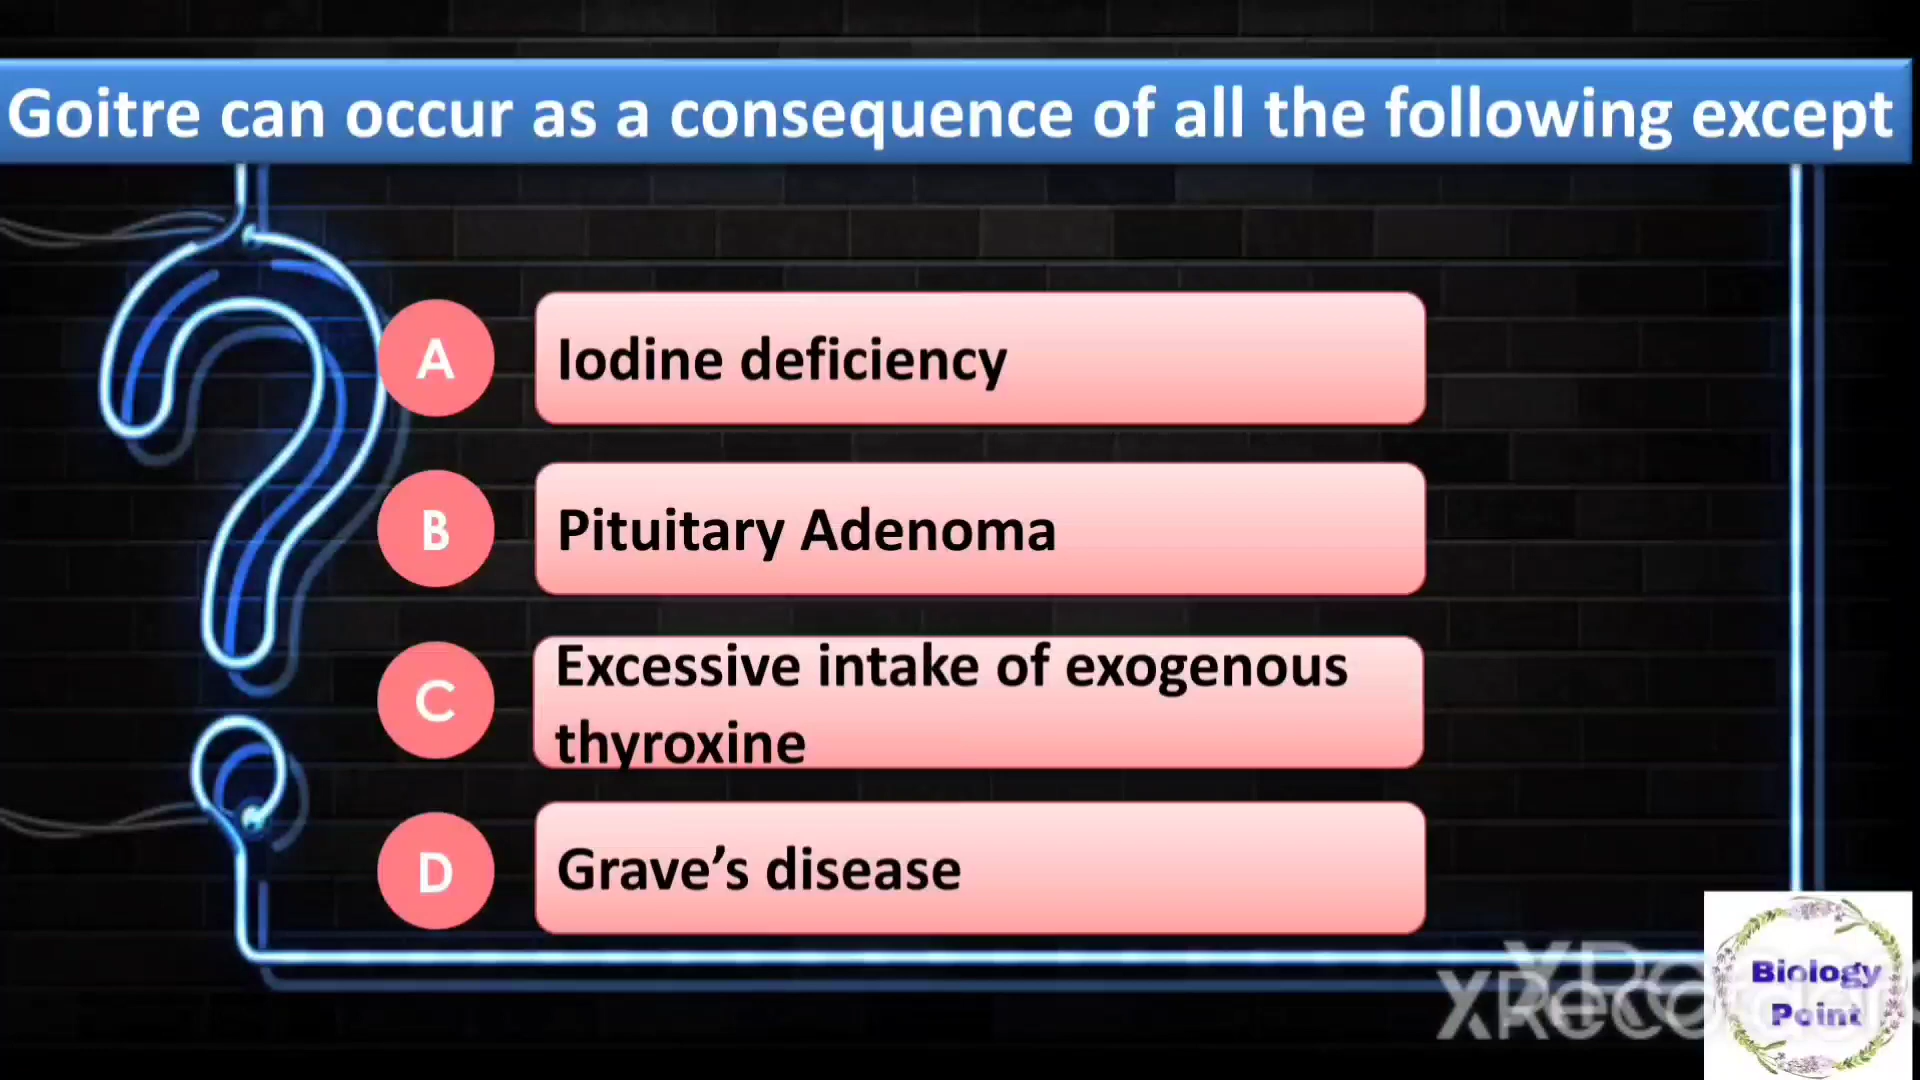 Goitre can occur as a consequence of all the following except
A
Iodine deficiency
B
Pituitary Adenoma
C
Excessive intake of exogenous
thyroxine
D
Grave’s disease
XRecorder
Biology
Point